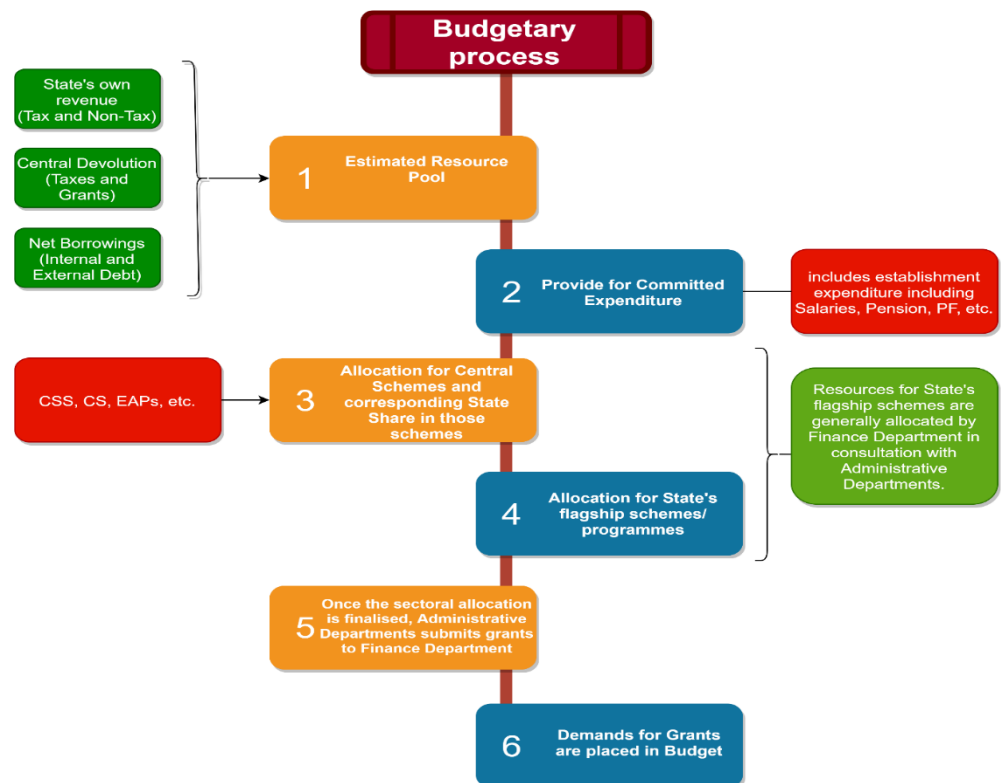 Budgetary
process
State's own
revenue
(Tax and Non-Tax)
Central Devolution
(Taxes and
Grants)
Net Borrowings
(Internal and
External Debt)
1
Estimated Resource
Pool
2
Provide for Committed
Expenditure
includes establishment
expenditure including
Salaries, Pension, PF, etc.
CSS, CS, EAPs, etc.
3
Allocation for Central
Schemes and
corresponding State
Share in those
schemes
Resources for State's
flagship schemes are
generally allocated by
Finance Department in
consultation with
Administrative
Departments.
4
Allocation for State's
flagship schemes/
programmes
5
Once the sectoral allocation
is finalised, Administrative
Departments submits grants
to Finance Department
6
Demands for Grants
are placed in Budget